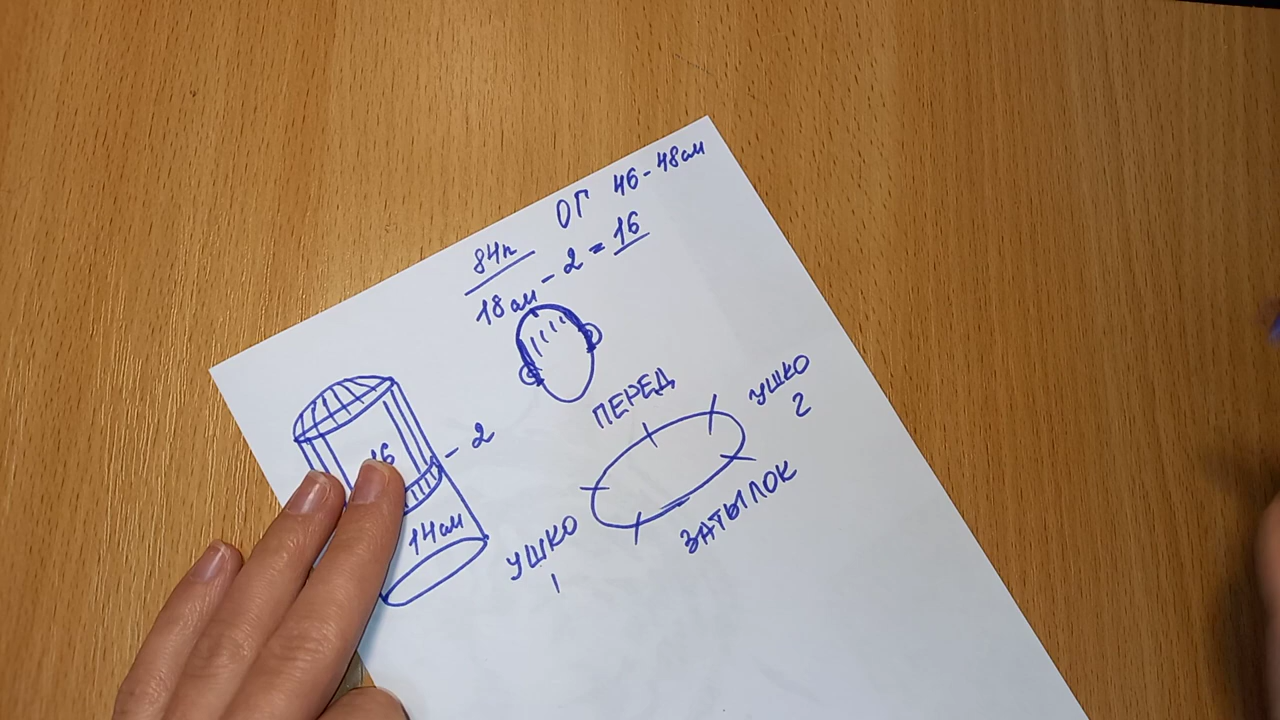 ОГ 46-48см
84п
18см - 2 = 16
ПЕРЕД
УШКО
2
ЗАТЫЛОК
УШКО
1
16
- 2
14см